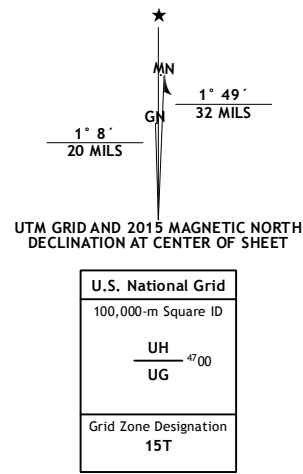 ★
MN
1° 49´
32 MILS
GN
1° 8´
20 MILS
UTM GRID AND 2015 MAGNETIC NORTH
DECLINATION AT CENTER OF SHEET
U.S. National Grid
100,000-m Square ID
UH
4700
UG
Grid Zone Designation
15T